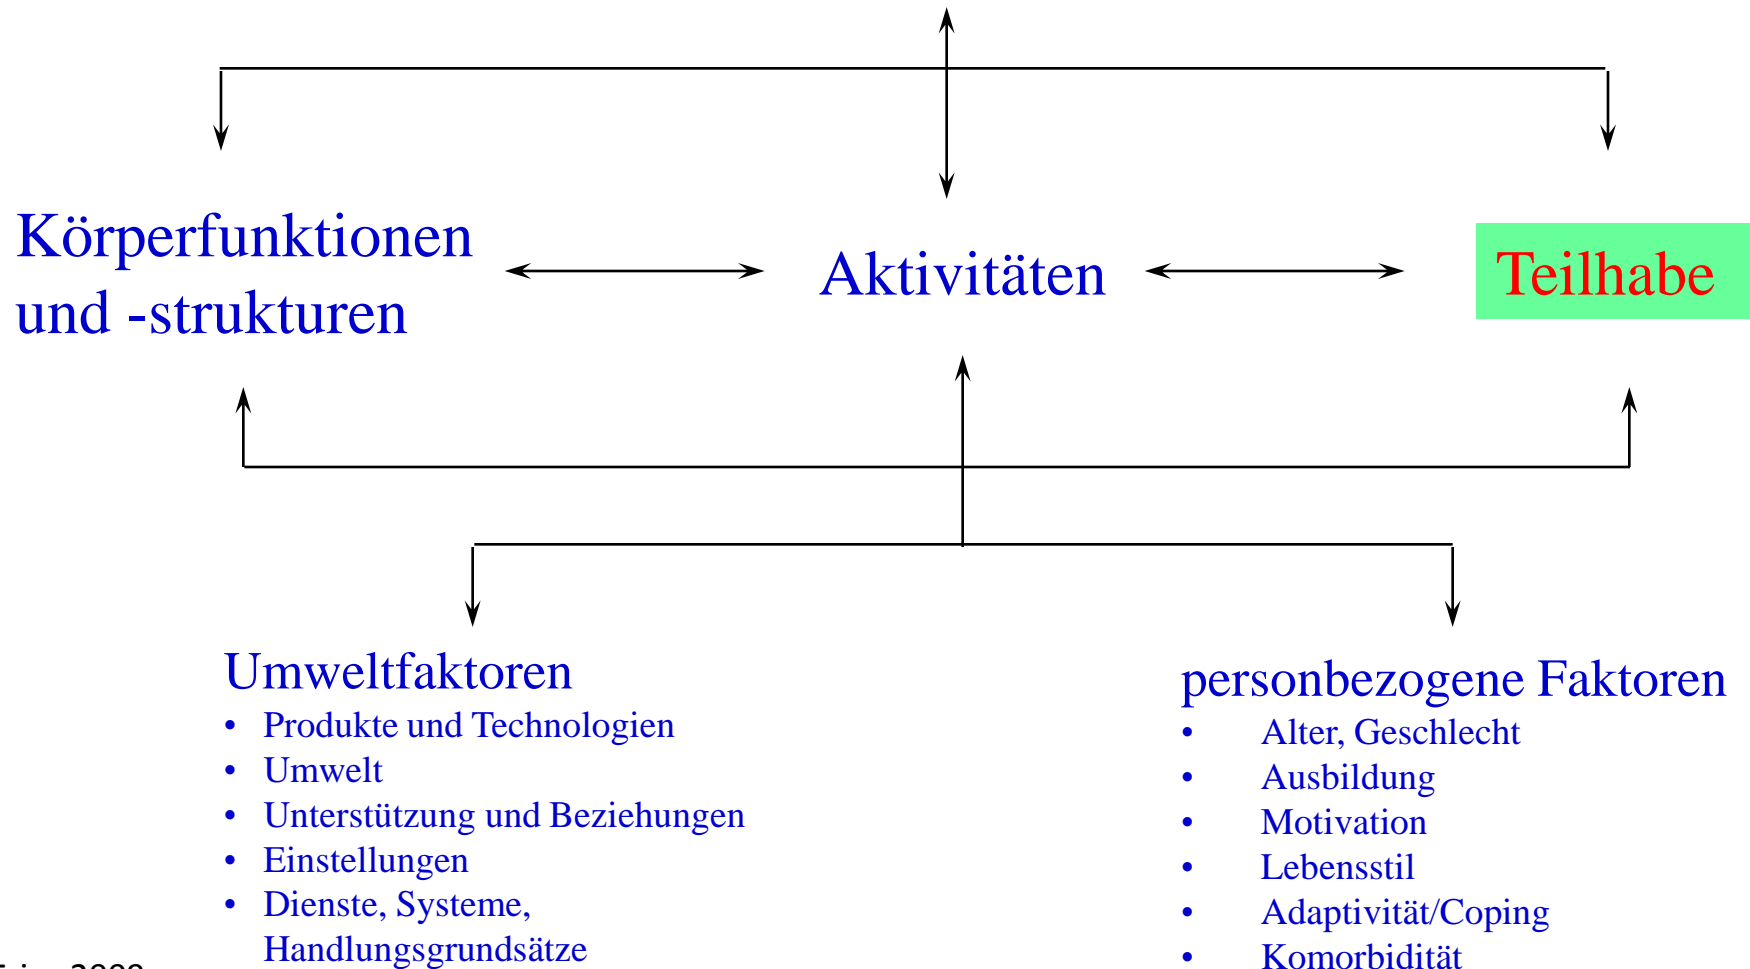 Körperfunktionen
und -strukturen
Aktivitäten
Teilhabe
Umweltfaktoren
• Produkte und Technologien
• Umwelt
• Unterstützung und Beziehungen
• Einstellungen
• Dienste, Systeme,
Handlungsgrundsätze
personbezogene Faktoren
• Alter, Geschlecht
• Ausbildung
• Motivation
• Lebensstil
• Adaptivität/Coping
• Komorbidität